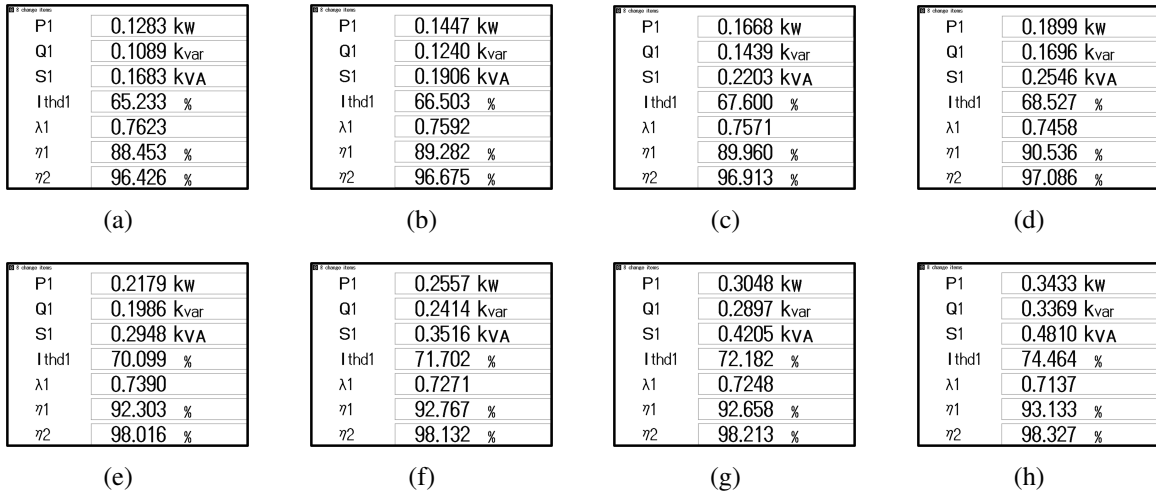 8 change items
P1 0.1283 kW
Q1 0.1089 kvar
S1 0.1683 kVA
Ithd1 65.233 %
λ1 0.7623
η1 88.453 %
η2 96.426 %
(a)
8 change items
P1 0.1447 kW
Q1 0.1240 kvar
S1 0.1906 kVA
Ithd1 66.503 %
λ1 0.7592
η1 89.282 %
η2 96.675 %
(b)
8 change items
P1 0.1668 kW
Q1 0.1439 kvar
S1 0.2203 kVA
Ithd1 67.600 %
λ1 0.7571
η1 89.960 %
η2 96.913 %
(c)
8 change items
P1 0.1899 kW
Q1 0.1696 kvar
S1 0.2546 kVA
Ithd1 68.527 %
λ1 0.7458
η1 90.536 %
η2 97.086 %
(d)
8 change items
P1 0.2179 kW
Q1 0.1986 kvar
S1 0.2948 kVA
Ithd1 70.099 %
λ1 0.7390
η1 92.303 %
η2 98.016 %
(e)
8 change items
P1 0.2557 kW
Q1 0.2414 kvar
S1 0.3516 kVA
Ithd1 71.702 %
λ1 0.7271
η1 92.767 %
η2 98.132 %
(f)
8 change items
P1 0.3048 kW
Q1 0.2897 kvar
S1 0.4205 kVA
Ithd1 72.182 %
λ1 0.7248
η1 92.658 %
η2 98.213 %
(g)
8 change items
P1 0.3433 kW
Q1 0.3369 kvar
S1 0.4810 kVA
Ithd1 74.464 %
λ1 0.7137
η1 93.133 %
η2 98.327 %
(h)